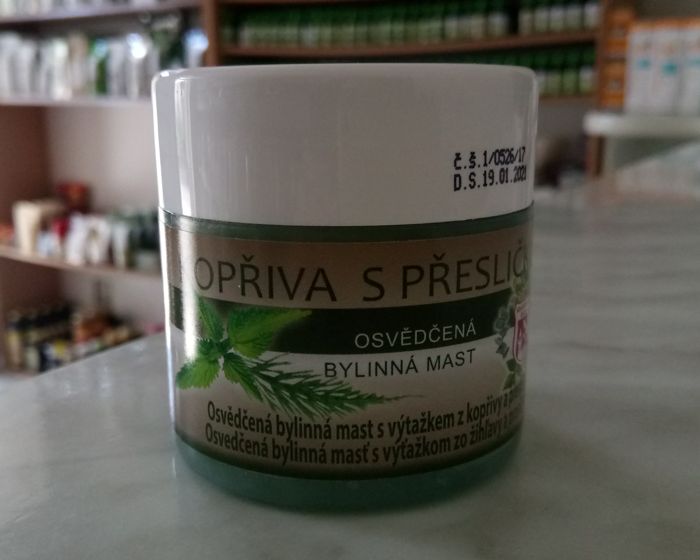 č.š.1/0526/17
D.S.19.01.2021
OPŘIVA S PŘESLIČK
OSVĚDČENÁ
BYLINNÁ MAST
Osvědčená bylinná mast s výtažkem z kopřivy a
Osvedčená bylinná masť s výťažkom zo žihľavy a